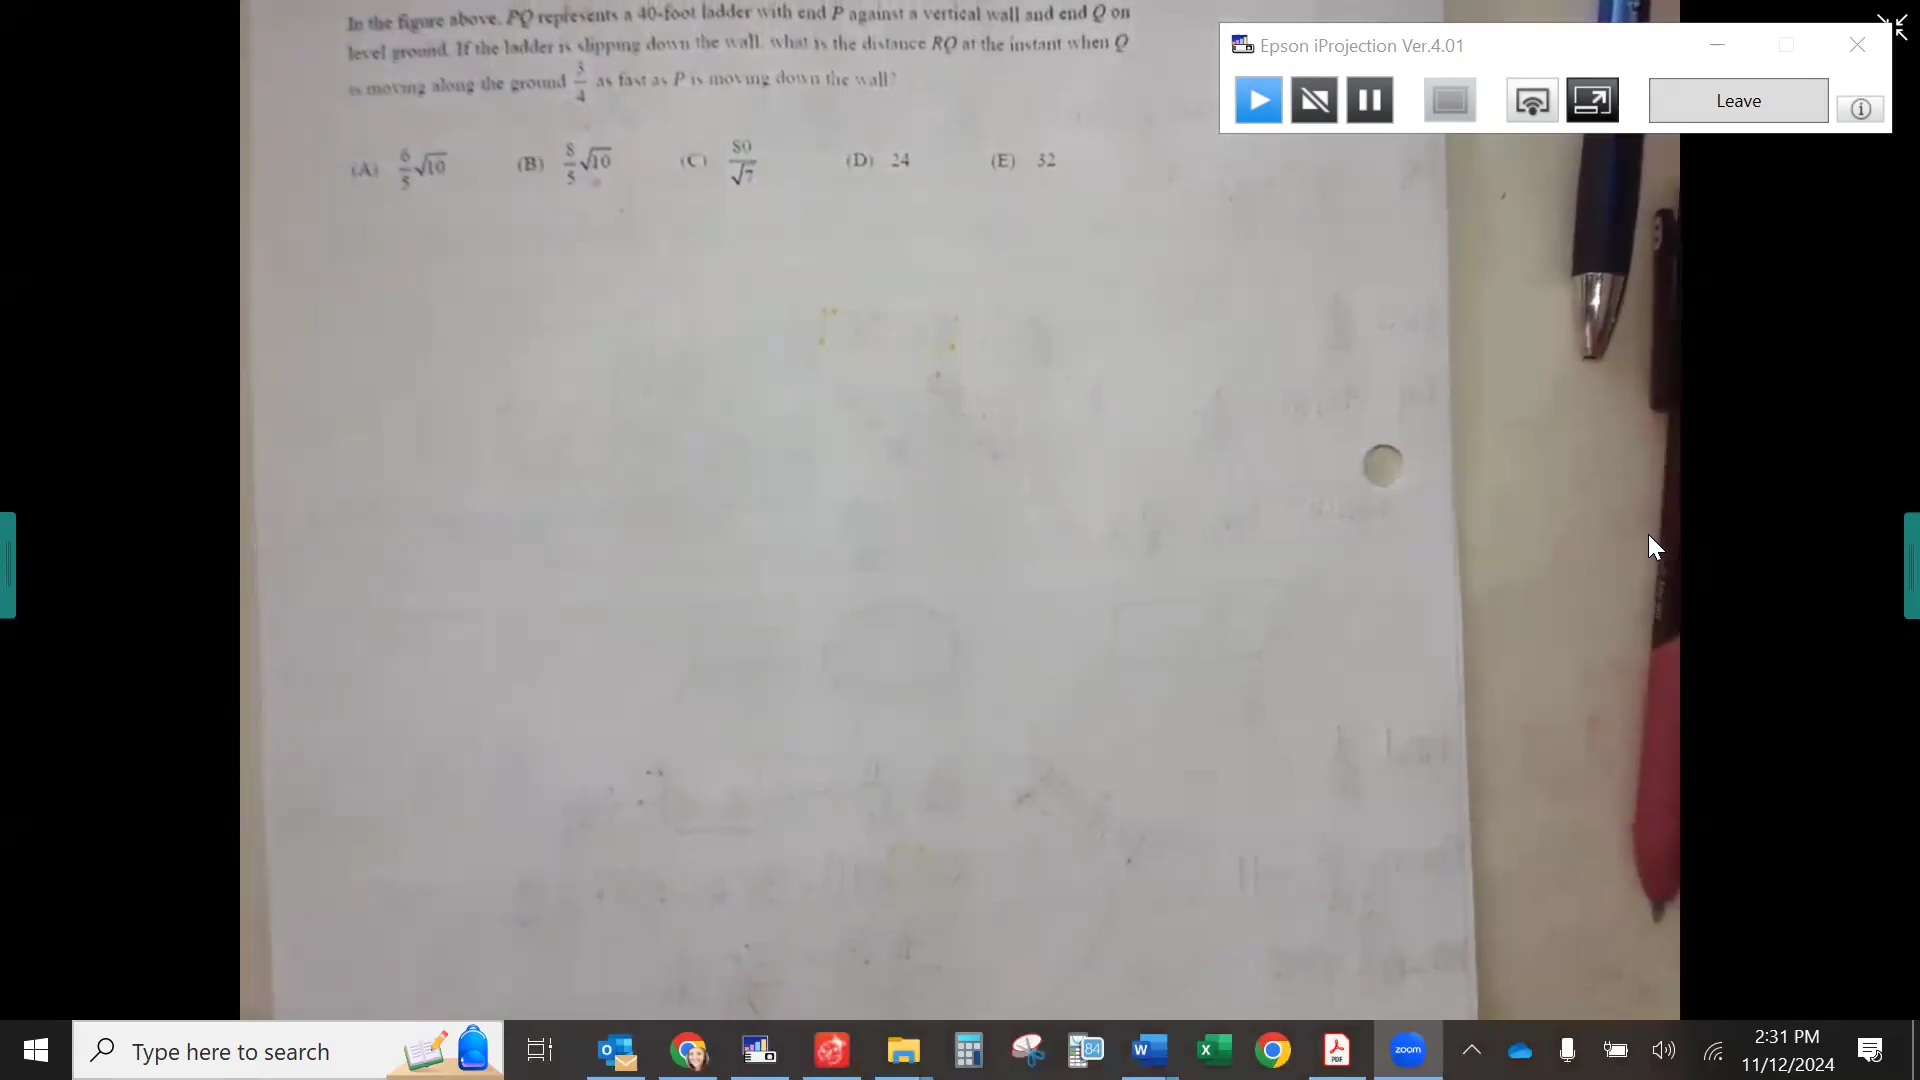 In the figure above, PQ represents a 40-foot ladder with end P against a vertical wall and end Q on
level ground. If the ladder is slipping down the wall, what is the distance RQ at the instant when Q
is moving along the ground 3/4 as fast as P is moving down the wall?
(A) 6/5 √10 (B) 8/5 √10 (C) 80/√7 (D) 24 (E) 32
Epson iProjection Ver.4.01
Leave
Type here to search
84
zoom
2:31 PM
11/12/2024